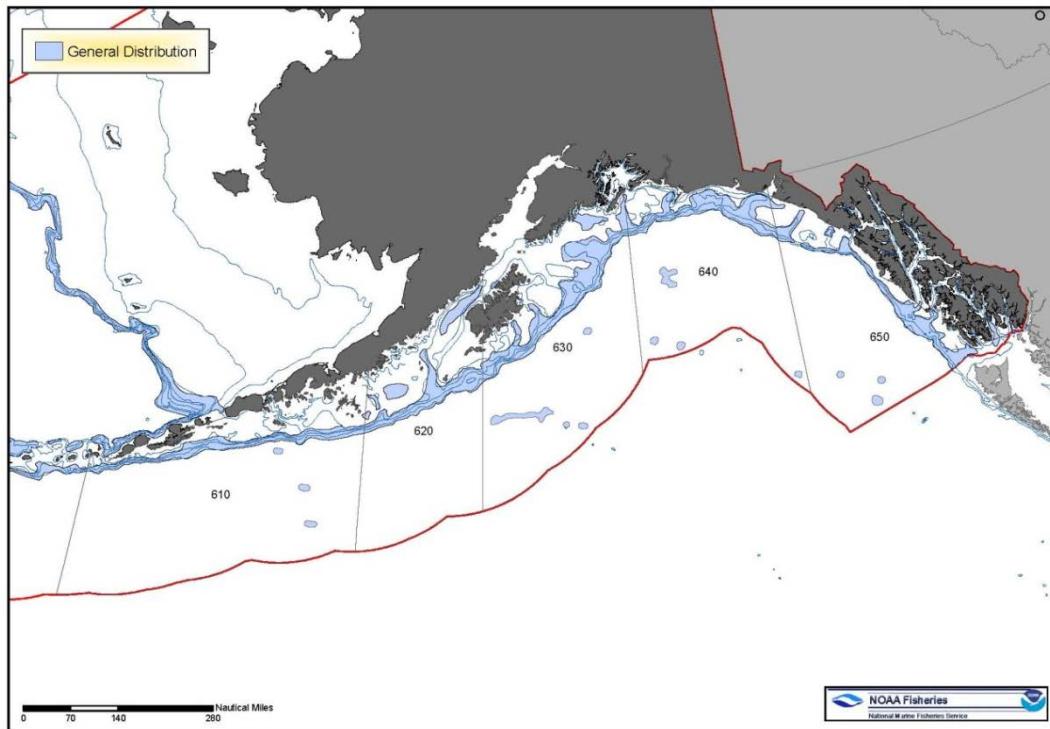 General Distribution
640
650
630
620
610
Nautical Miles
0 70 140 280
NOAA Fisheries
National Marine Fisheries Service